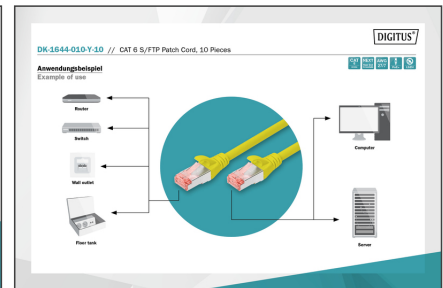 DIGITUS®
DK-1644-010-Y-10 // CAT 6 S/FTP Patch Cord, 10 Pieces
Anwendungsbeispiel
Example of use
Router
Switch
Wall outlet
Floor tank
Computer
Server